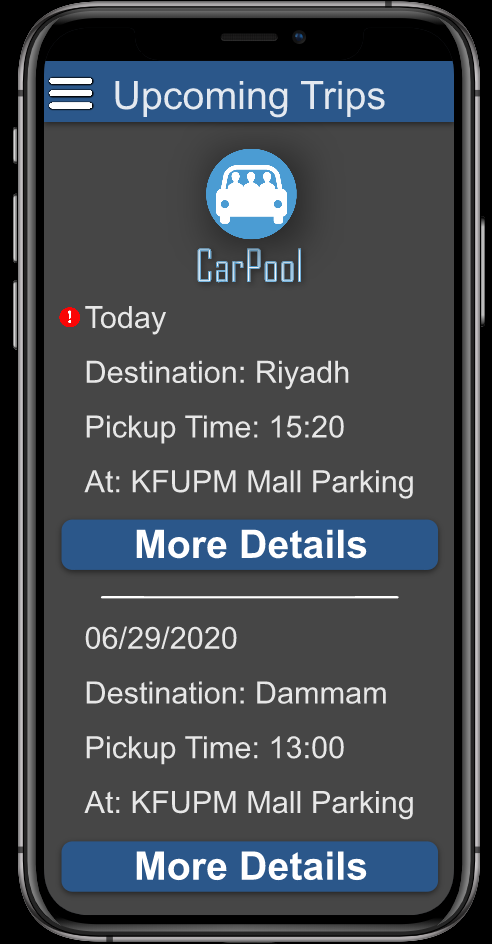 Upcoming Trips
CarPool
! Today
Destination: Riyadh
Pickup Time: 15:20
At: KFUPM Mall Parking
More Details
06/29/2020
Destination: Dammam
Pickup Time: 13:00
At: KFUPM Mall Parking
More Details